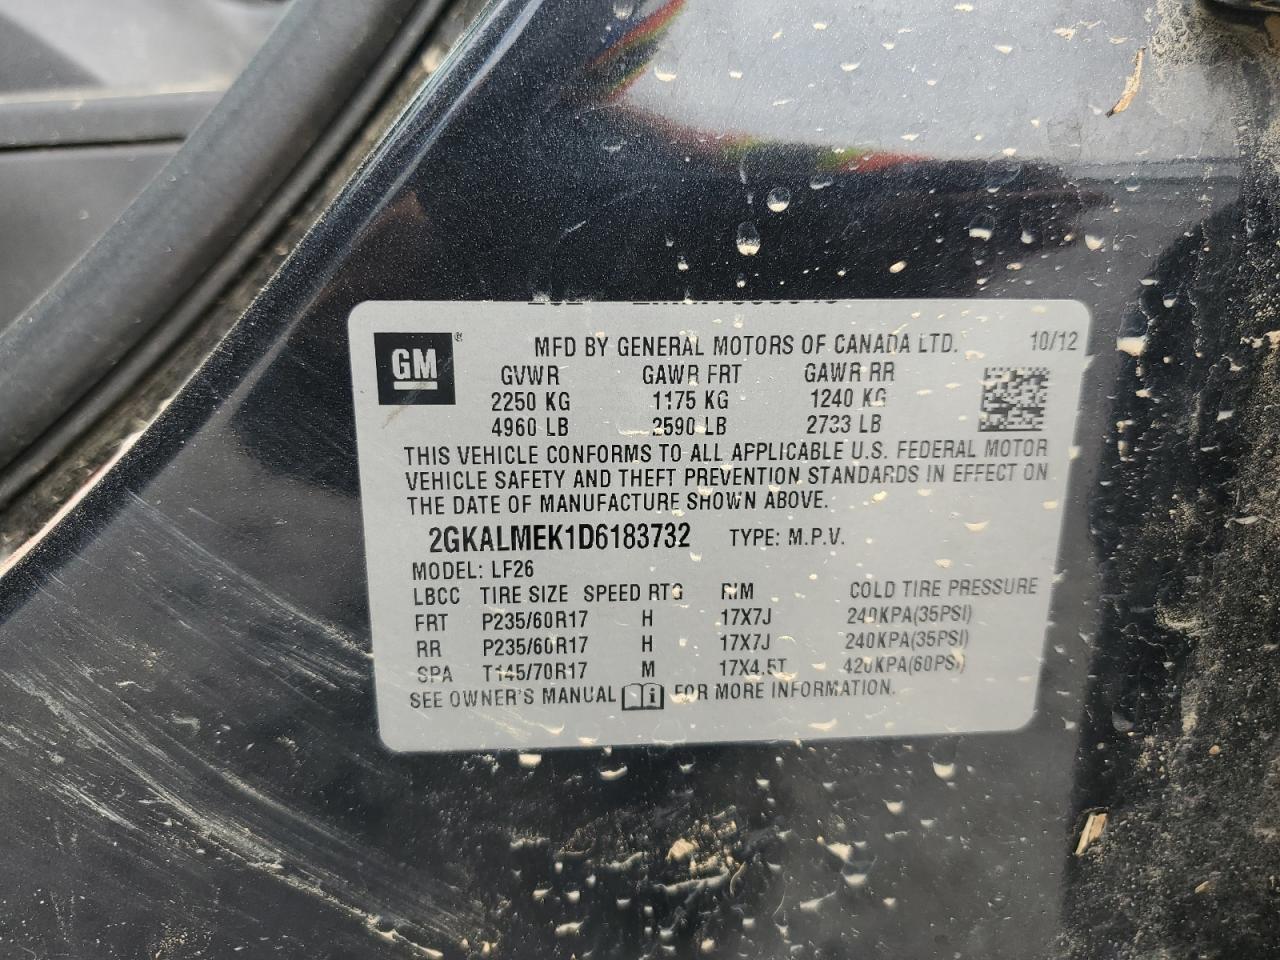 GM ®
MFD BY GENERAL MOTORS OF CANADA LTD. 10/12
GVWR GAWR FRT GAWR RR
2250 KG 1175 KG 1240 KG
4960 LB 2590 LB 2733 LB
THIS VEHICLE CONFORMS TO ALL APPLICABLE U.S. FEDERAL MOTOR
VEHICLE SAFETY AND THEFT PREVENTION STANDARDS IN EFFECT ON
THE DATE OF MANUFACTURE SHOWN ABOVE.
2GKALMEK1D6183732 TYPE: M.P.V.
MODEL: LF26
LBCC TIRE SIZE SPEED RTG RIM COLD TIRE PRESSURE
FRT P235/60R17 H 17X7J 240KPA(35PSI)
RR P235/60R17 H 17X7J 240KPA(35PSI)
SPA T145/70R17 M 17X4.5T 420KPA(60PSI)
SEE OWNER'S MANUAL i FOR MORE INFORMATION.